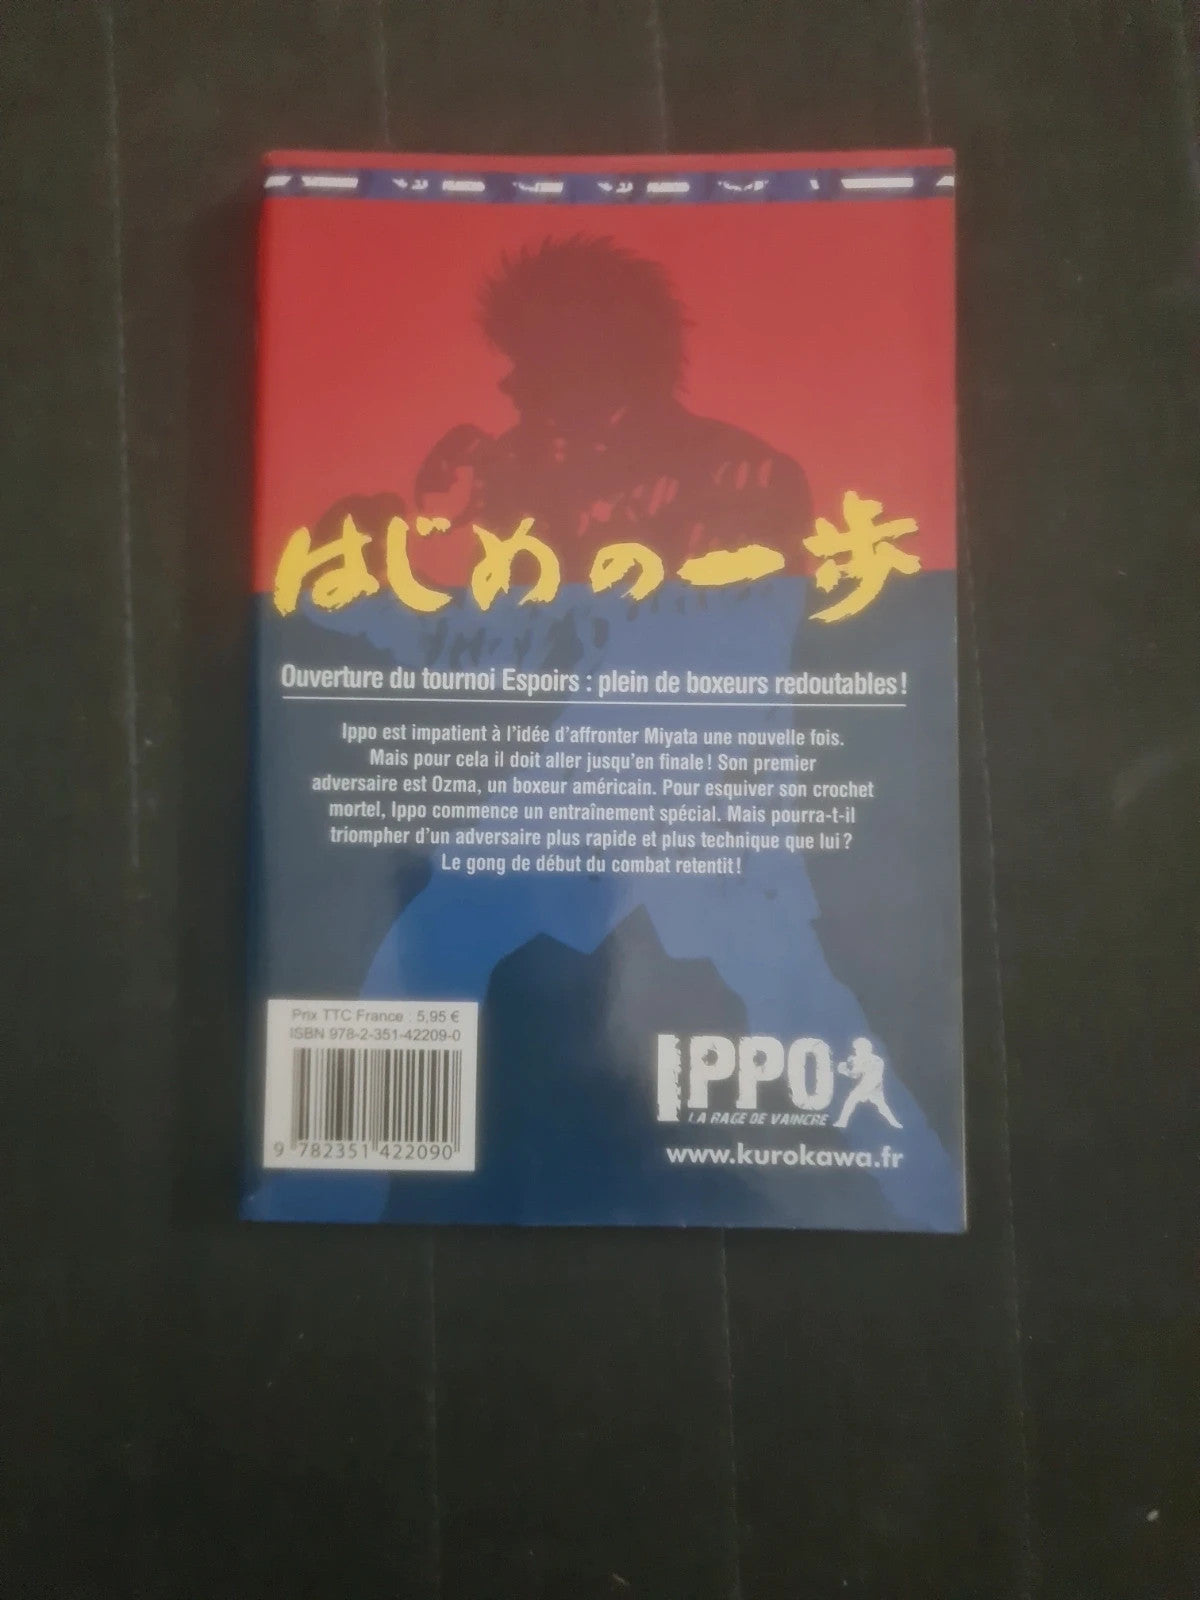 はじめの一歩
Ouverture du tournoi Espoirs : plein de boxeurs redoutables !
Ippo est impatient à l'idée d'affronter Miyata une nouvelle fois.
Mais pour cela il doit aller jusqu'en finale ! Son premier
adversaire est Ozma, un boxeur américain. Pour esquiver son crochet
mortel, Ippo commence un entraînement spécial. Mais pourra-t-il
triompher d'un adversaire plus rapide et plus technique que lui ?
Le gong de début du combat retentit !
Prix TTC France : 5,95 €
ISBN 978-2-351-42209-0
9 782351 422090
IPPO
LA RAGE DE VAINCRE
www.kurokawa.fr